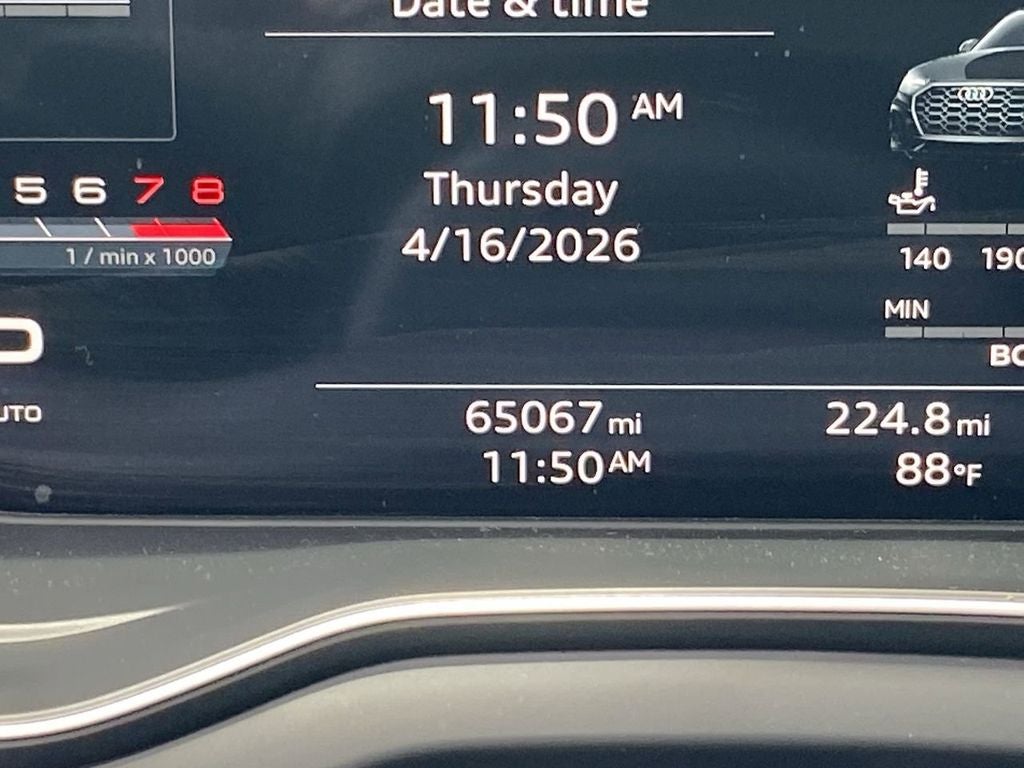 Date & time
11:50 AM
5 6 7 8
Thursday
4/16/2026
1 / min x 1000
140 190
MIN
65067 mi 224.8 mi
11:50 AM 88°F